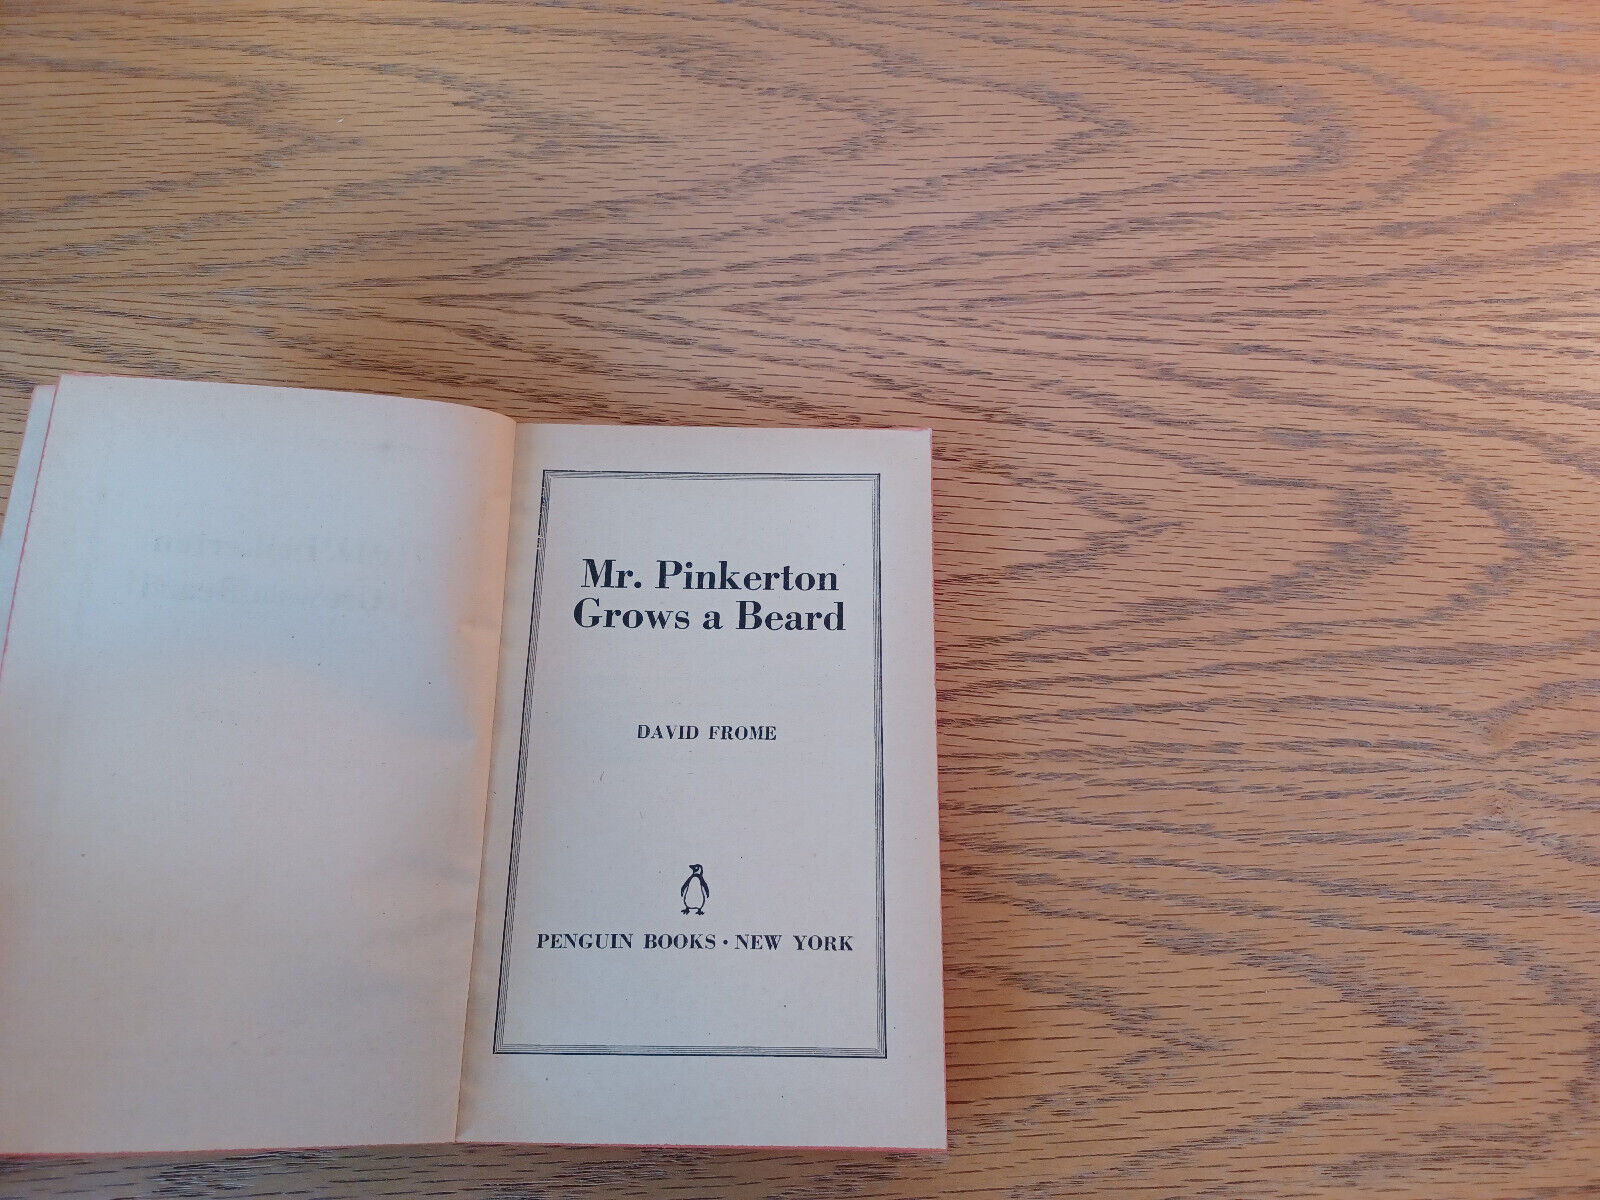 Mr. Pinkerton
Grows a Beard
DAVID FROME
PENGUIN BOOKS • NEW YORK